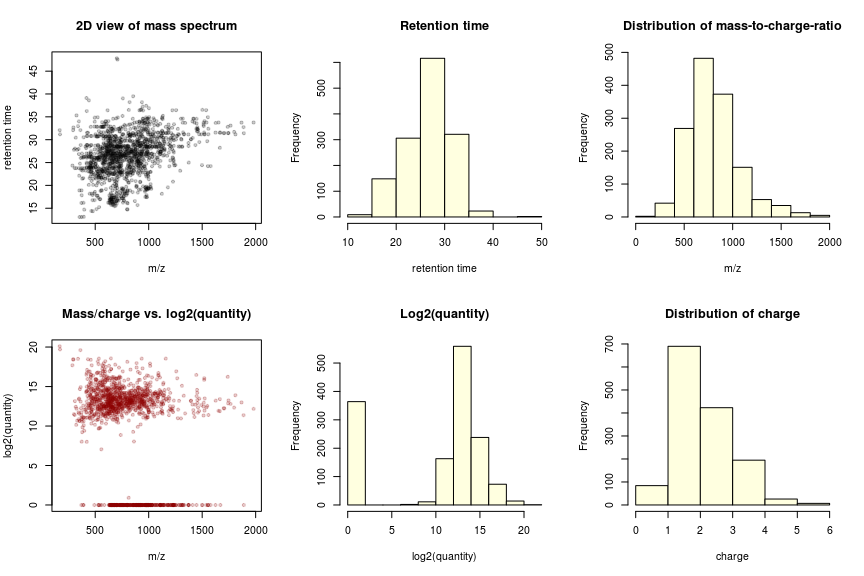 2D view of mass spectrum
retention time
15 20 25 30 35 40 45
500 1000 1500 2000
m/z
Retention time
Frequency
0 100 300 500
10 20 30 40 50
retention time
Distribution of mass-to-charge-ratio
Frequency
0 100 200 300 400 500
0 500 1000 1500 2000
m/z
Mass/charge vs. log2(quantity)
log2(quantity)
0 5 10 15 20
500 1000 1500 2000
m/z
Log2(quantity)
Frequency
0 100 200 300 400 500
0 5 10 15 20
log2(quantity)
Distribution of charge
Frequency
0 100 300 500 700
0 1 2 3 4 5 6
charge